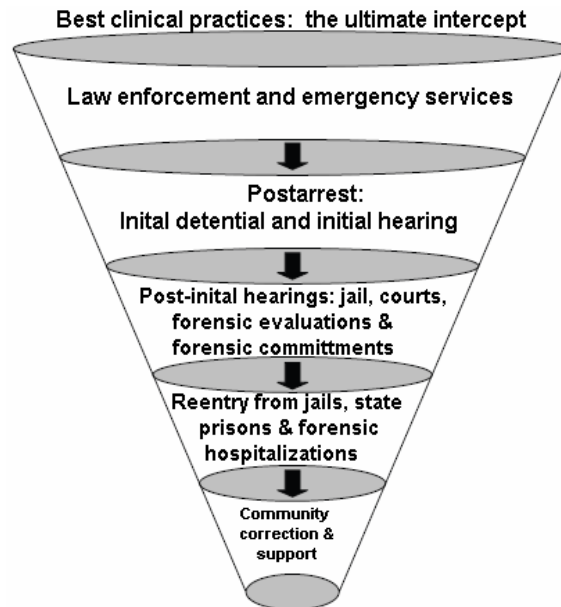 Best clinical practices: the ultimate intercept
Law enforcement and emergency services
Postarrest:
Inital detential and initial hearing
Post-inital hearings: jail, courts,
forensic evaluations &
forensic committments
Reentry from jails, state
prisons & forensic
hospitalizations
Community
correction &
support